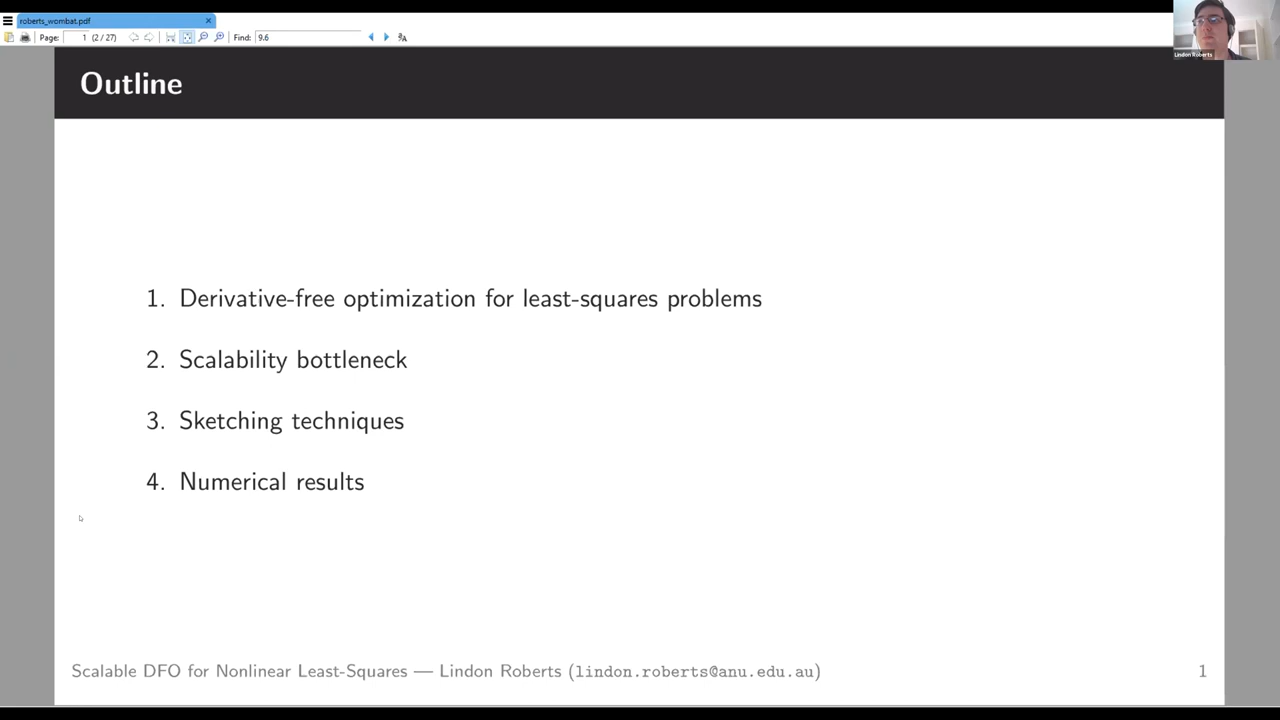 roberts_wombat.pdf
Page: 1 (2 / 27) Find: 9.6
Lindon Roberts
Outline
1. Derivative-free optimization for least-squares problems
2. Scalability bottleneck
3. Sketching techniques
4. Numerical results
Scalable DFO for Nonlinear Least-Squares — Lindon Roberts (lindon.roberts@anu.edu.au) 1